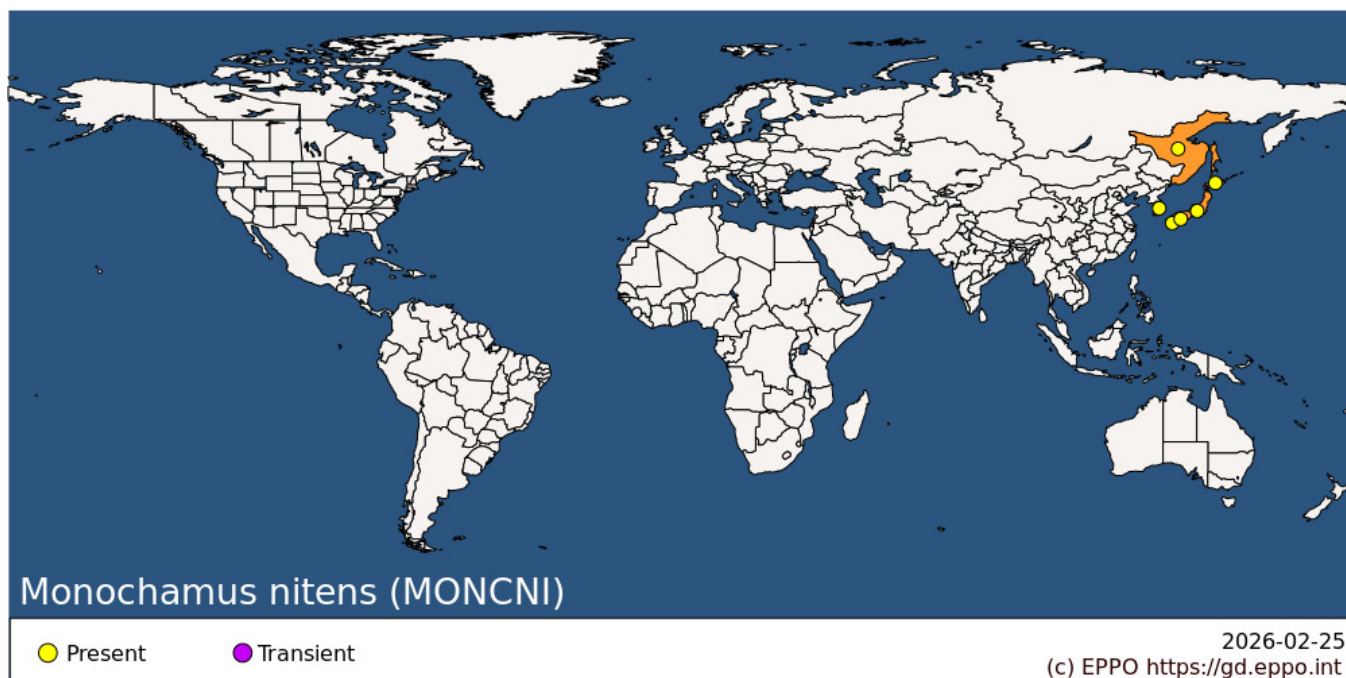 Monochamus nitens (MONCNI)
Present
Transient
2026-02-25
(c) EPPO https://gd.eppo.int